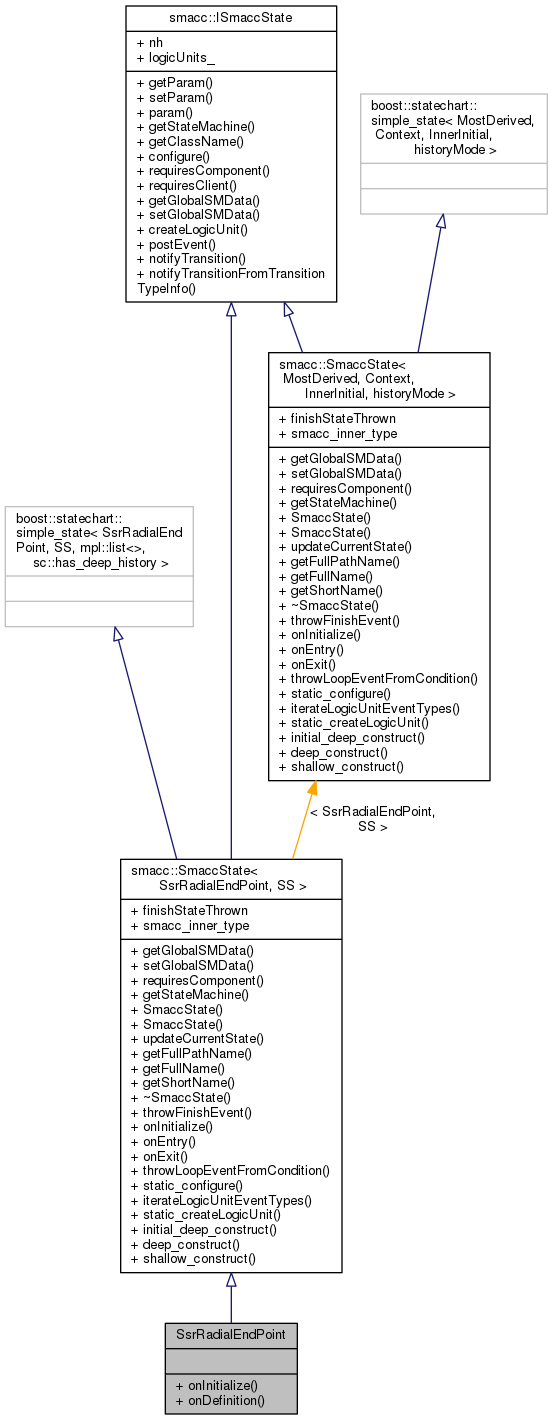 smacc::ISmaccState
+ nh
+ logicUnits_
+ getParam()
+ setParam()
+ param()
+ getStateMachine()
+ getClassName()
+ configure()
+ requiresComponent()
+ requiresClient()
+ getGlobalSMData()
+ setGlobalSMData()
+ createLogicUnit()
+ postEvent()
+ notifyTransition()
+ notifyTransitionFromTransition
TypeInfo()
boost::statechart::
simple_state< MostDerived,
Context, InnerInitial,
historyMode >
smacc::SmaccState<
MostDerived, Context,
InnerInitial, historyMode >
+ finishStateThrown
+ smacc_inner_type
+ getGlobalSMData()
+ setGlobalSMData()
+ requiresComponent()
+ getStateMachine()
+ SmaccState()
+ SmaccState()
+ updateCurrentState()
+ getFullPathName()
+ getFullName()
+ getShortName()
+ ~SmaccState()
+ throwFinishEvent()
+ onInitialize()
+ onEntry()
+ onExit()
+ throwLoopEventFromCondition()
+ static_configure()
+ iterateLogicUnitEventTypes()
+ static_createLogicUnit()
+ initial_deep_construct()
+ deep_construct()
+ shallow_construct()
boost::statechart::
simple_state< SsrRadialEnd
Point, SS, mpl::list<>,
sc::has_deep_history >
< SsrRadialEndPoint,
SS >
smacc::SmaccState<
SsrRadialEndPoint, SS >
+ finishStateThrown
+ smacc_inner_type
+ getGlobalSMData()
+ setGlobalSMData()
+ requiresComponent()
+ getStateMachine()
+ SmaccState()
+ SmaccState()
+ updateCurrentState()
+ getFullPathName()
+ getFullName()
+ getShortName()
+ ~SmaccState()
+ throwFinishEvent()
+ onInitialize()
+ onEntry()
+ onExit()
+ throwLoopEventFromCondition()
+ static_configure()
+ iterateLogicUnitEventTypes()
+ static_createLogicUnit()
+ initial_deep_construct()
+ deep_construct()
+ shallow_construct()
SsrRadialEndPoint
+ onInitialize()
+ onDefinition()